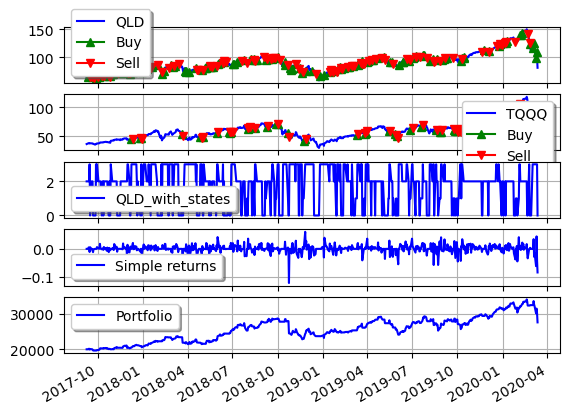 150
100
QLD
Buy
Sell
100
50
TQQQ
Buy
Sell
2
0
QLD_with_states
0.0
−0.1
Simple returns
30000
20000
Portfolio
2017-10
2018-01
2018-04
2018-07
2018-10
2019-01
2019-04
2019-07
2019-10
2020-01
2020-04